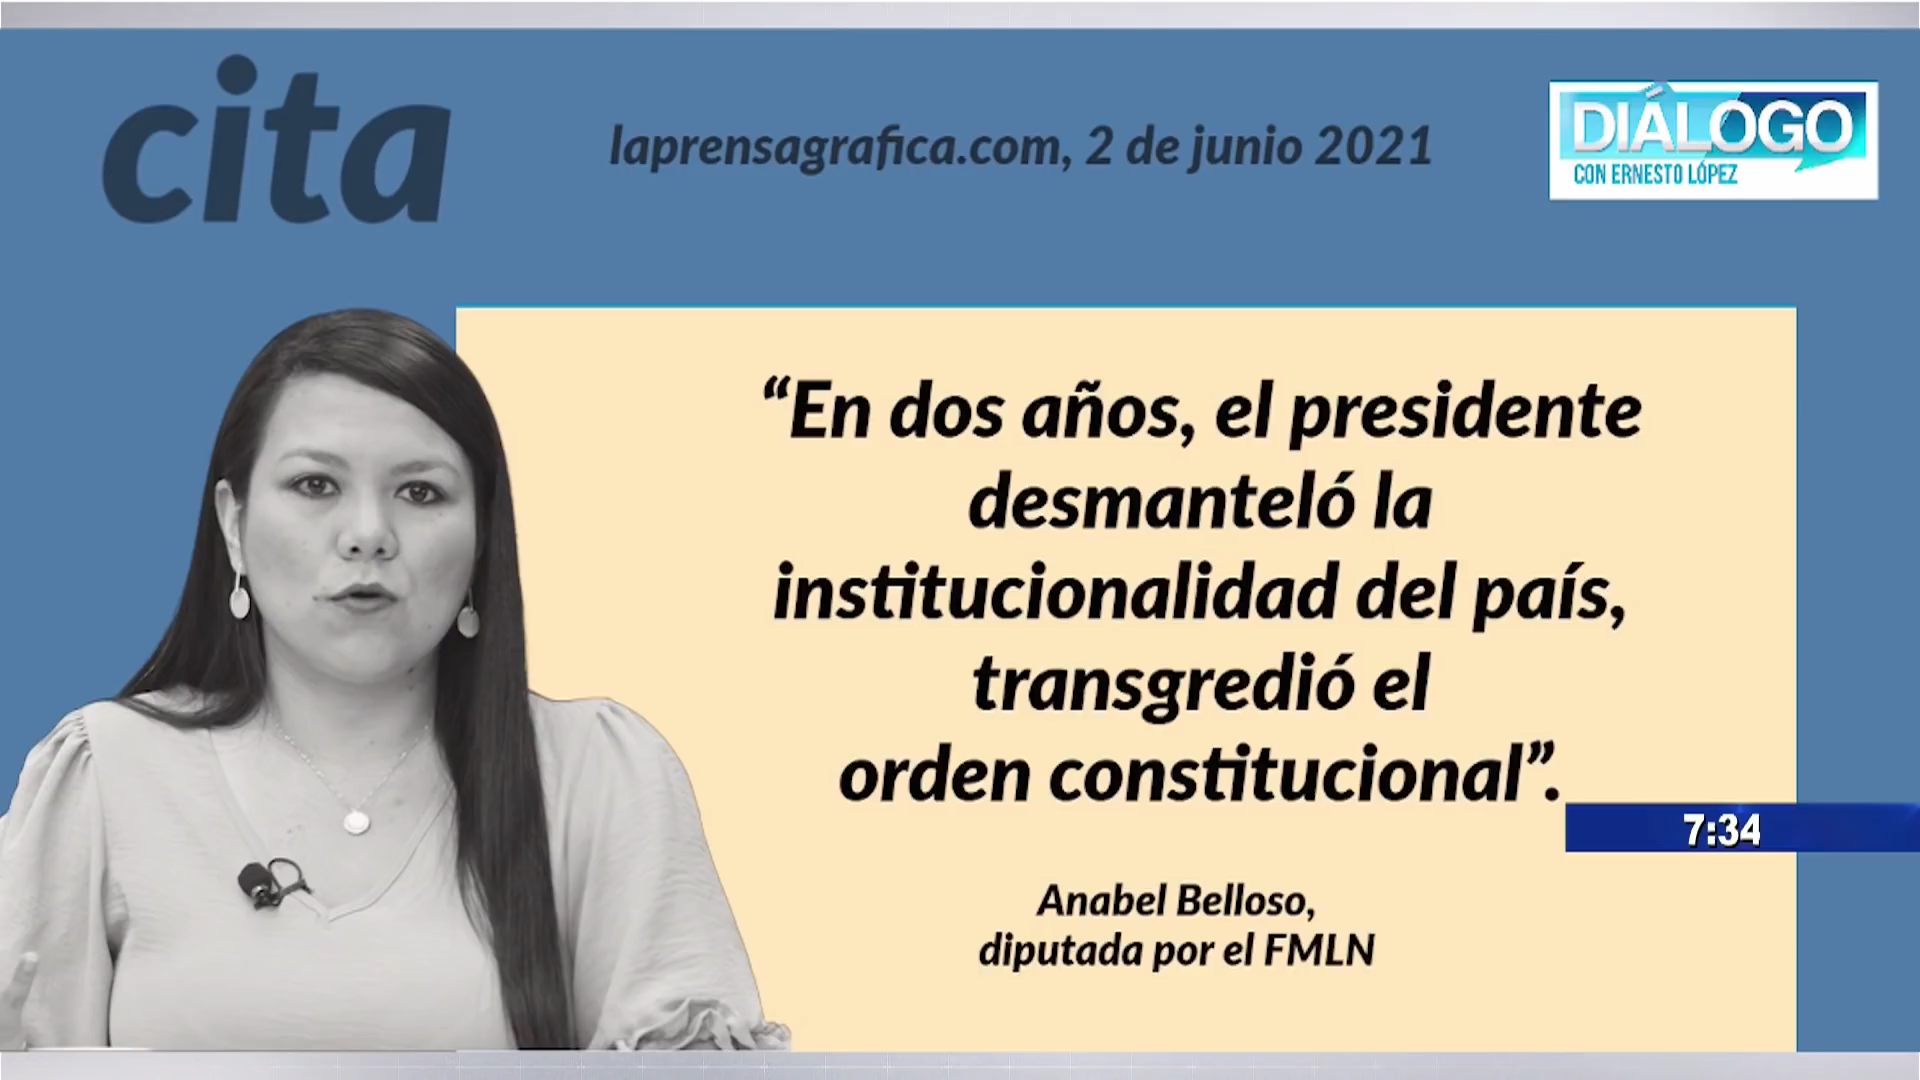 cita
laprensagrafica.com, 2 de junio 2021
DIÁLOGO
CON ERNESTO LÓPEZ
“En dos años, el presidente
desmanteló la
institucionalidad del país,
transgredió el
orden constitucional”.
7:34
Anabel Belloso,
diputada por el FMLN